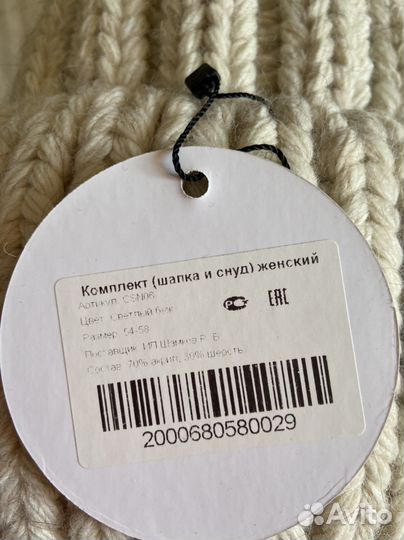 Комплект (шапка и снуд) женский
Артикул: CSN06
Цвет: Светлый беж
Размер: 54-58
Поставщик: ИП Р. Б.
Состав: 70% акрил, 30% шерсть
РС
EAC
2000680580029
Avito